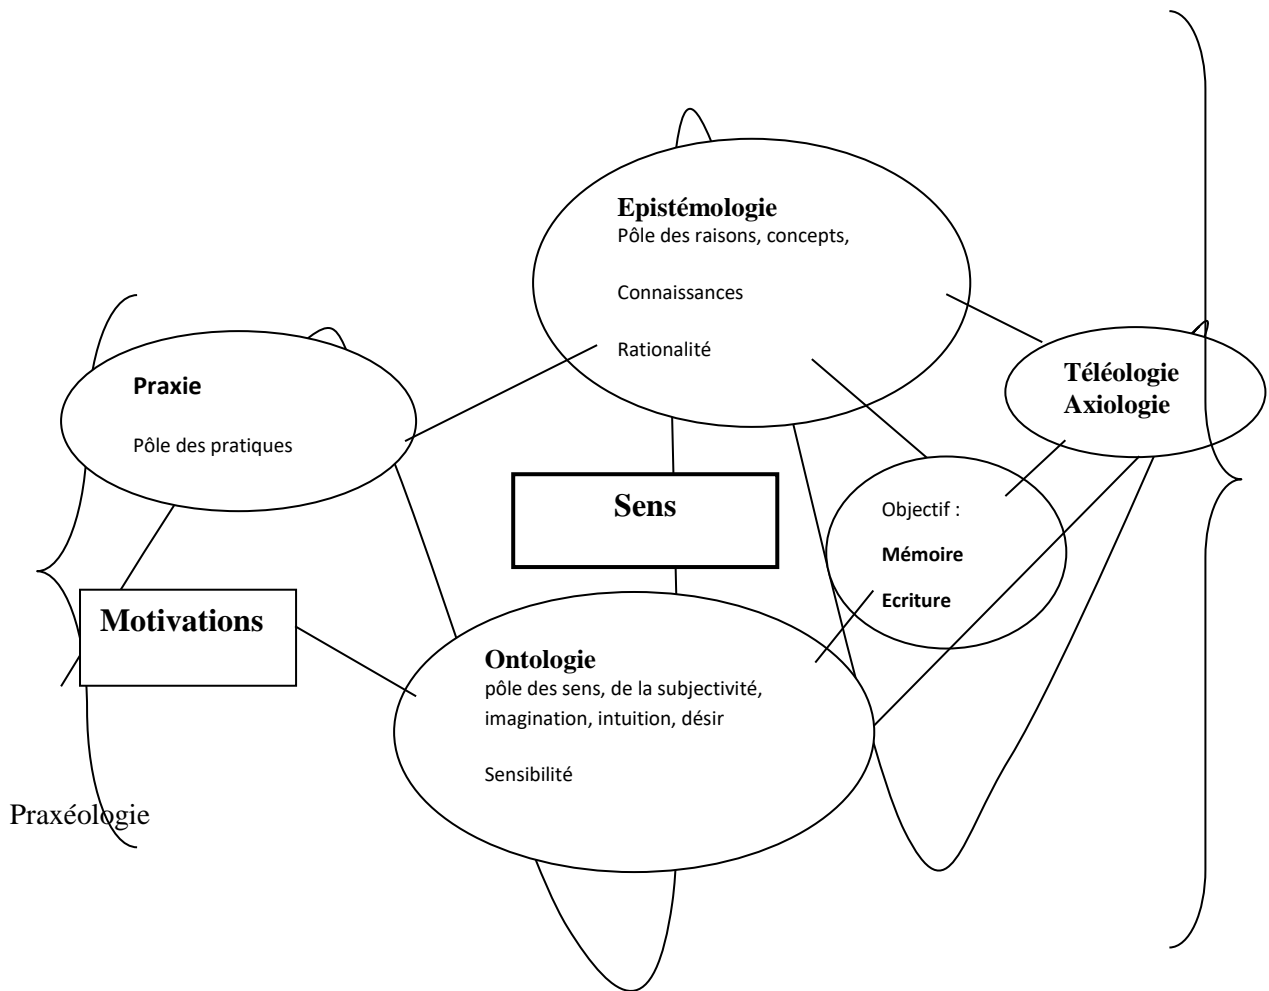 Epistémologie
Pôle des raisons, concepts,
Connaissances
Rationalité
Praxie
Pôle des pratiques
Téléologie
Axiologie
Sens
Objectif :
Mémoire
Ecriture
Motivations
Ontologie
pôle des sens, de la subjectivité,
imagination, intuition, désir
Sensibilité
Praxéologie